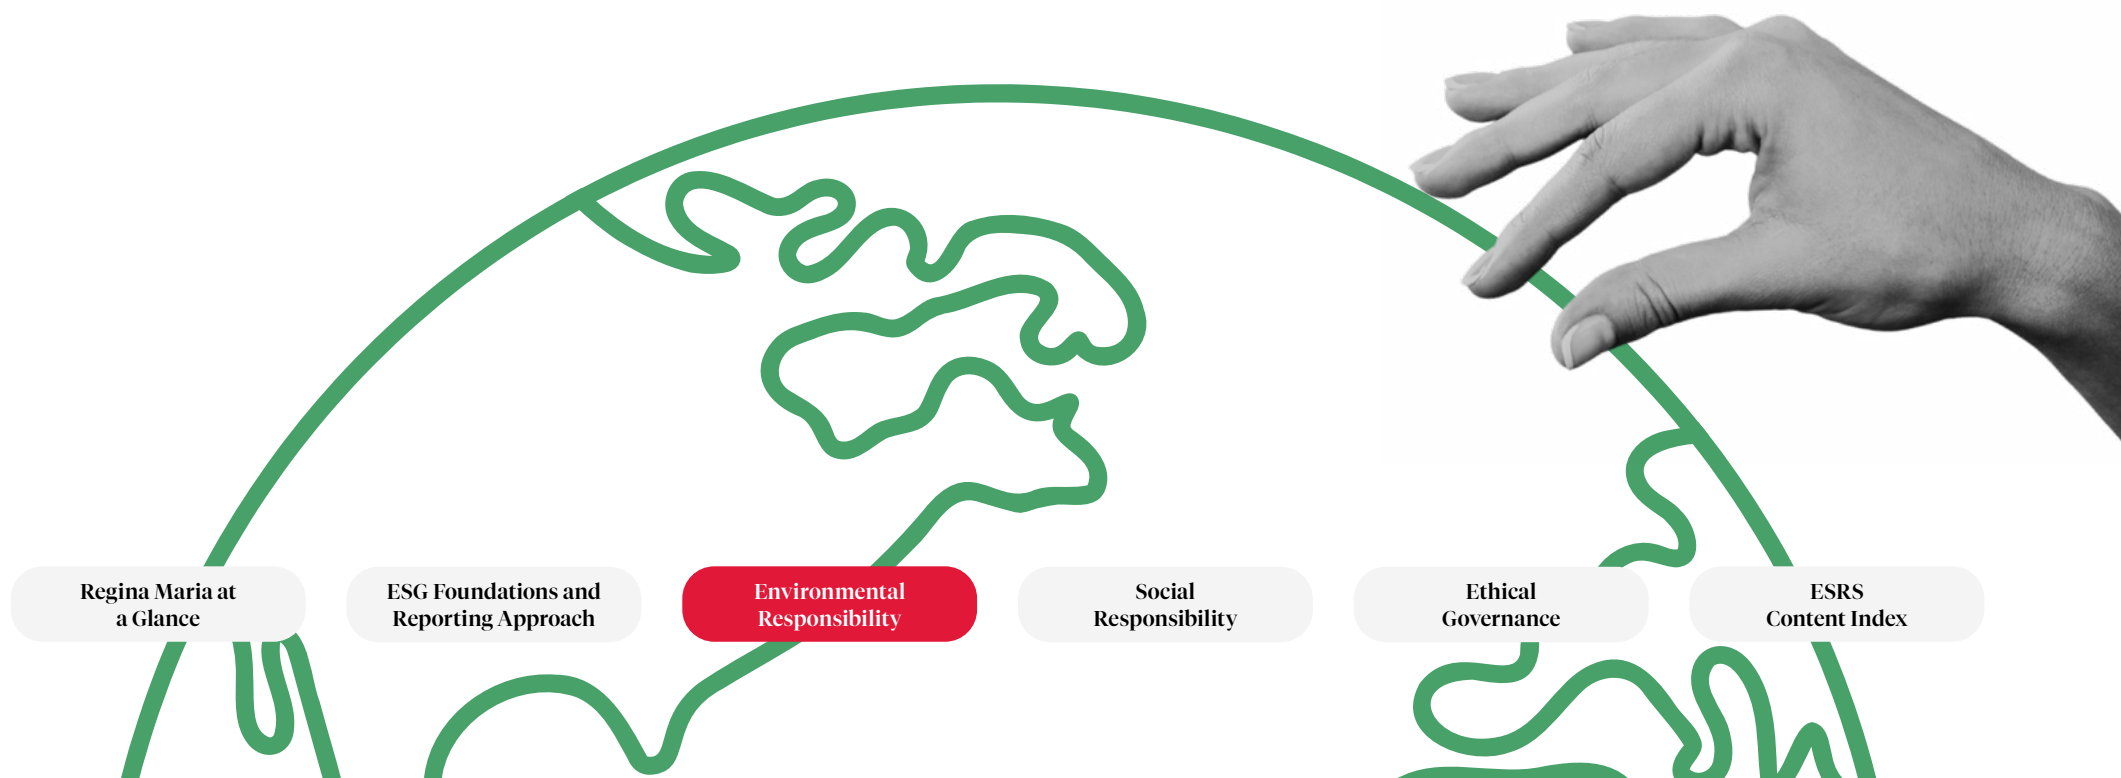 Regina Maria at
a Glance
ESG Foundations and
Reporting Approach
Environmental
Responsibility
Social
Responsibility
Ethical
Governance
ESRS
Content Index